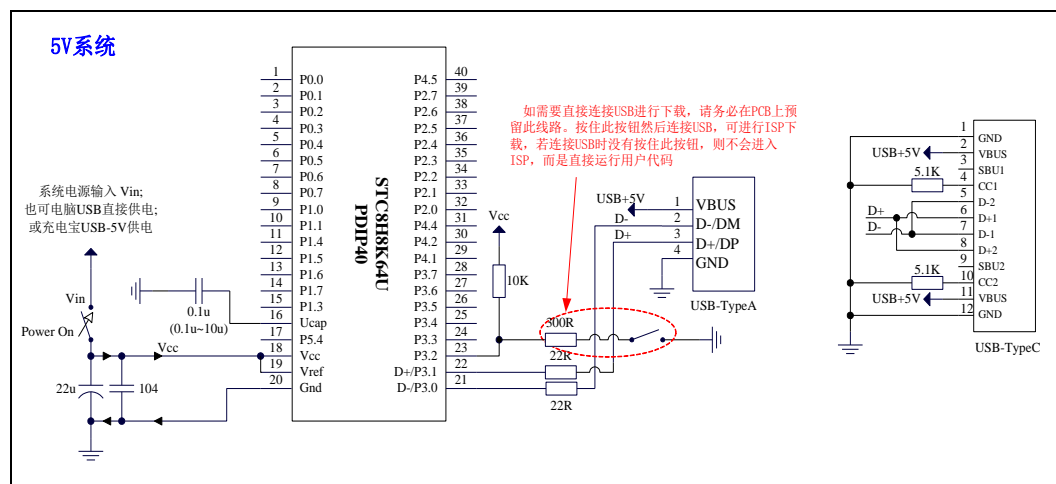 5V系统
系统电源输入 Vin;
也可电脑USB直接供电;
或充电宝USB-5V供电
Vin
Power On
Vcc
22u
104
0.1u
(0.1u~10u)
1 P0.0
2 P0.1
3 P0.2
4 P0.3
5 P0.4
6 P0.5
7 P0.6
8 P0.7
9 P1.0
10 P1.1
11 P1.4
12 P1.5
13 P1.6
14 P1.7
15 P1.3
16 Ucap
17 P5.4
18 Vcc
19 Vref
20 Gnd
STC8H8K64U
PDIP40
P4.5 40
P2.7 39
P2.6 38
P2.5 37
P2.4 36
P2.3 35
P2.2 34
P2.1 33
P2.0 32
P4.4 31
P4.2 30
P4.1 29
P3.7 28
P3.6 27
P3.5 26
P3.4 25
P3.3 24
P3.2 23
D+/P3.1 22
D-/P3.0 21
如需要直接连接USB进行下载，请务必在PCB上预
留此线路。按住此按钮然后连接USB，可进行ISP下
载，若连接USB时没有按住此按钮，则不会进入
ISP，而是直接运行用户代码
Vcc
10K
300R
22R
22R
USB+5V
D-
D+
1 VBUS
2 D-/DM
3 D+/DP
4 GND
USB-TypeA
USB+5V
5.1K
D+
D-
5.1K
USB+5V
1 GND
2 VBUS
3 SBU1
4 CC1
5 D-2
6 D+1
7 D-1
8 D+2
9 SBU2
10 CC2
11 VBUS
12 GND
USB-TypeC